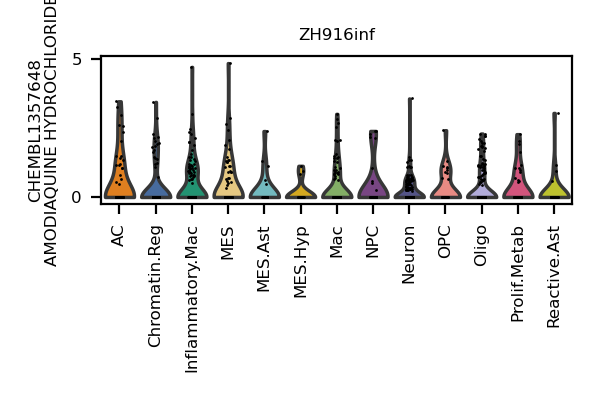 ZH916inf
CHEMBL1357648
AMODIAQUINE HYDROCHLORIDE
5
0
AC
Chromatin.Reg
Inflammatory.Mac
MES
MES.Ast
MES.Hyp
Mac
NPC
Neuron
OPC
Oligo
Prolif.Metab
Reactive.Ast